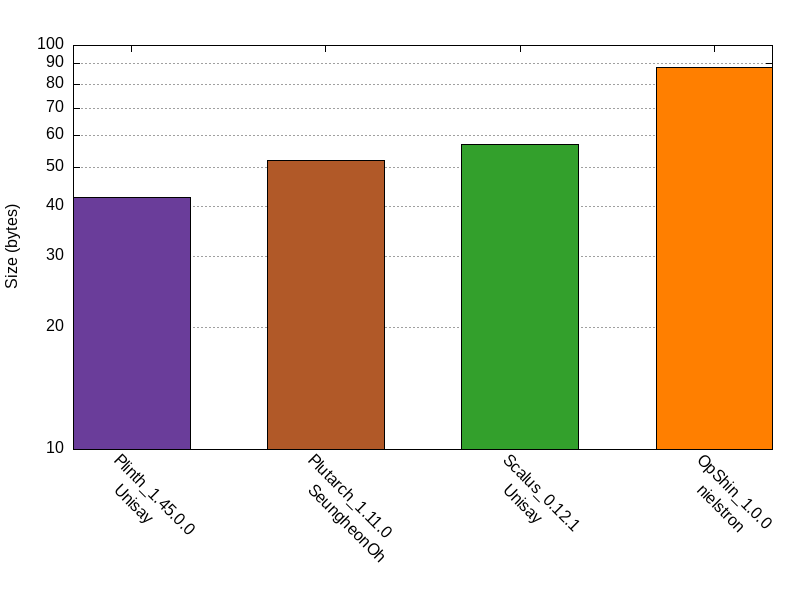 100
90
80
70
60
50
40
30
20
10
Size (bytes)
Plinth_1.45.0.0
Unisay
Plutarch_1.11.0
SeungheonOh
Scalus_0.12.1
Unisay
OpShin_1.0.0
nielstron